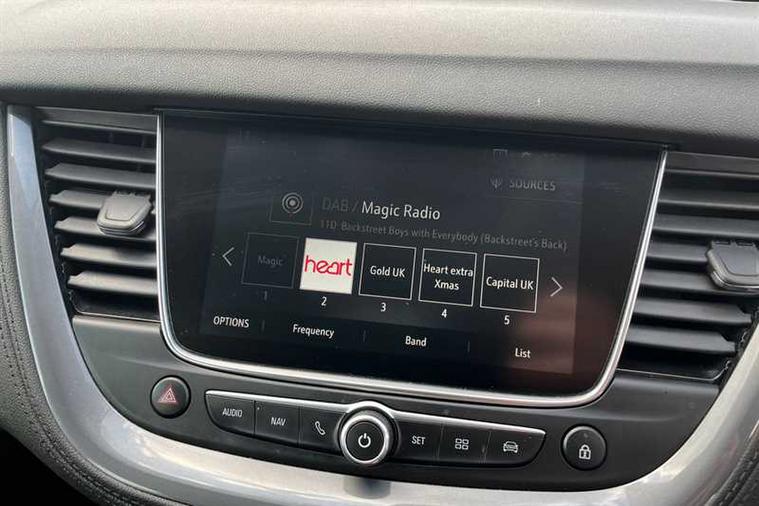 SOURCES
DAB / Magic Radio
11D: Backstreet Boys with Everybody (Backstreet's Back)
Magic heart Gold UK Heart extra Xmas Capital UK
1 2 3 4 5
OPTIONS Frequency Band List
AUDIO NAV SET